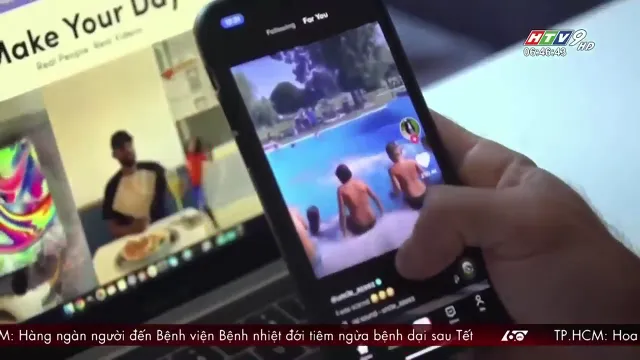 Make Your Day
Real People. Real Videos.
Following For You
HTV9 HD
06:46:43
M: Hàng ngàn người đến Bệnh viện Bệnh nhiệt đới tiêm ngừa bệnh dại sau Tết
60
TP.HCM: Hoa